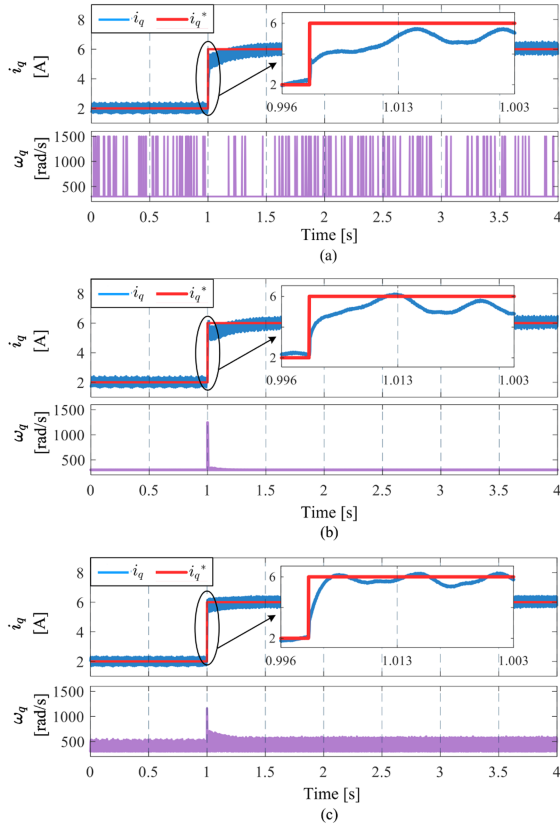 i_q i_q*
8
6
4
2
i_q
[A]
6
2
0.996 1.013 1.003
1500
1000
500
ω_q
[rad/s]
0 0.5 1 1.5 2 2.5 3 3.5 4
Time [s]
(a)
i_q i_q*
8
6
4
2
i_q
[A]
6
2
0.996 1.013 1.003
1500
1000
500
ω_q
[rad/s]
0 0.5 1 1.5 2 2.5 3 3.5 4
Time [s]
(b)
i_q i_q*
8
6
4
2
i_q
[A]
6
2
0.996 1.013 1.003
1500
1000
500
ω_q
[rad/s]
0 0.5 1 1.5 2 2.5 3 3.5 4
Time [s]
(c)